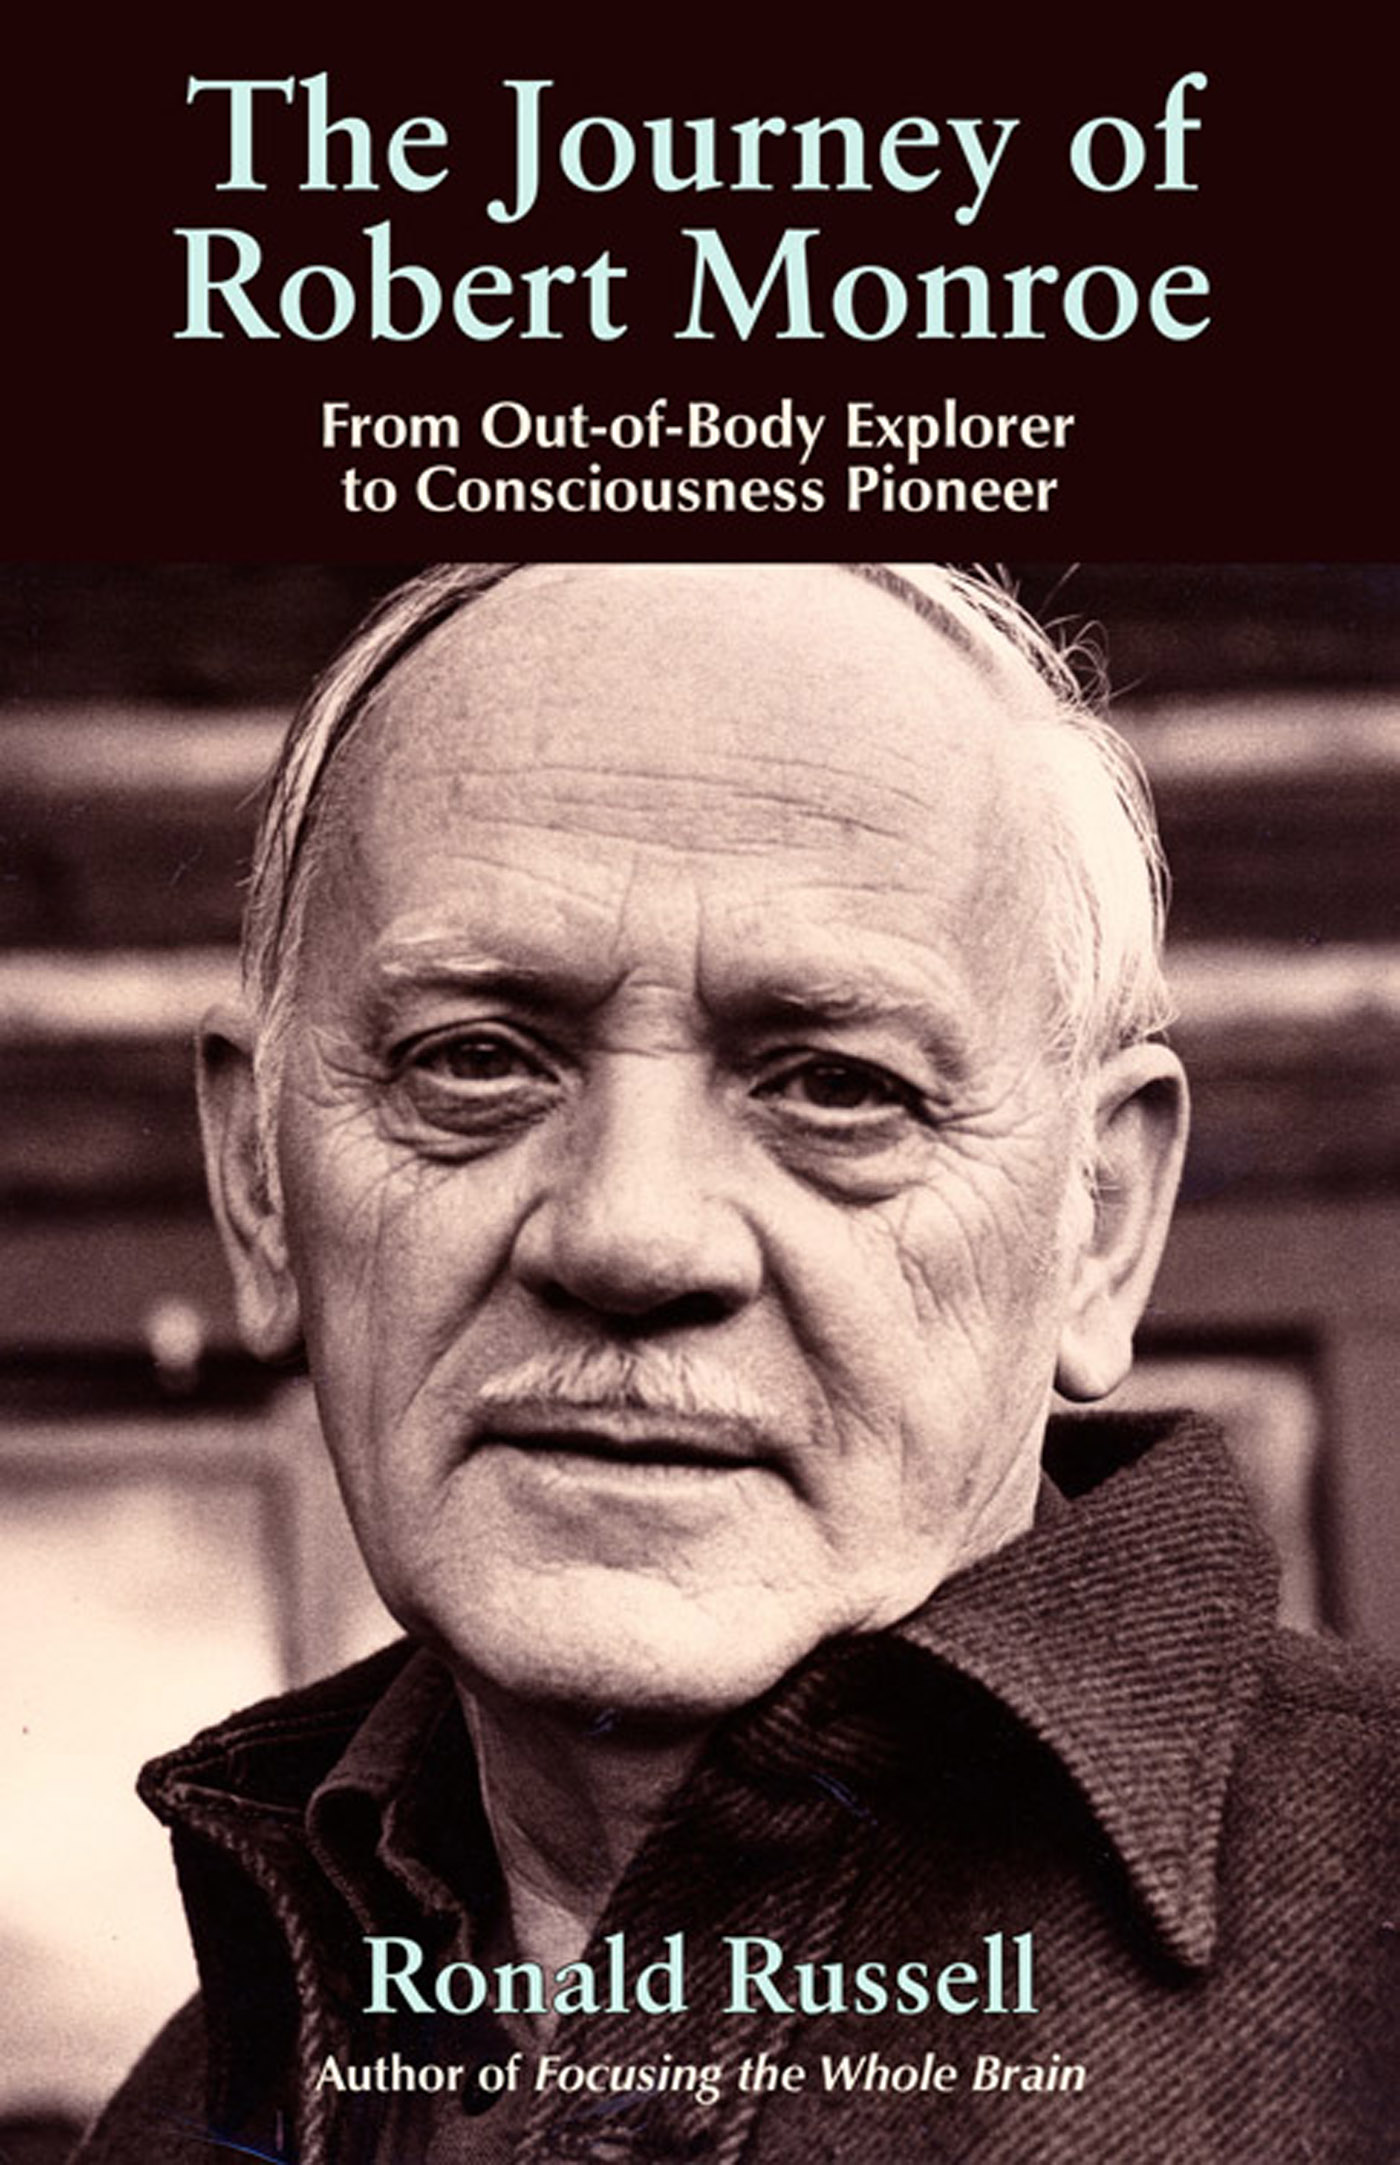 The Journey of
Robert Monroe
From Out-of-Body Explorer
to Consciousness Pioneer
Ronald Russell
Author of Focusing the Whole Brain